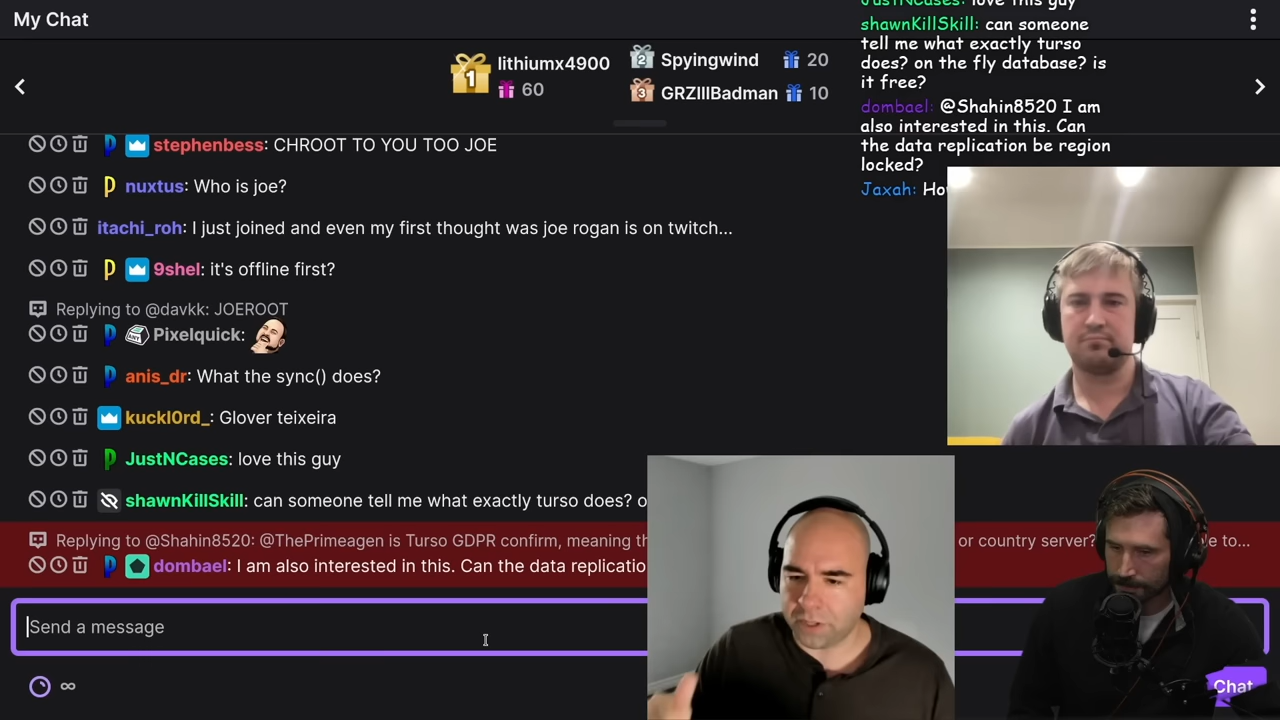 My Chat
lithiumx4900
60
Spyingwind
20
GRZIIIBadman
10
1
2
3
stephenbess: CHROOT TO YOU TOO JOE
nuxtus: Who is joe?
itachi_roh: I just joined and even my first thought was joe rogan is on twitch...
9shel: it's offline first?
Replying to @davkk: JOEROOT
Pixelquick:
anis_dr: What the sync() does?
kuckl0rd_: Glover teixeira
JustNCases: love this guy
shawnKillSkill: can someone tell me what exactly turso does?
Replying to @Shahin8520: @ThePrimeagen is Turso GDPR confirm, meaning
or country server?
to...
dombael: I am also interested in this. Can the data
Send a message
Chat
JustNCases: love this guy
shawnKillSkill: can someone
tell me what exactly turso
does? on the fly database? is
it free?
dombael: @Shahin8520 I am
also interested in this. Can
the data replication be region
locked?
Jaxah: